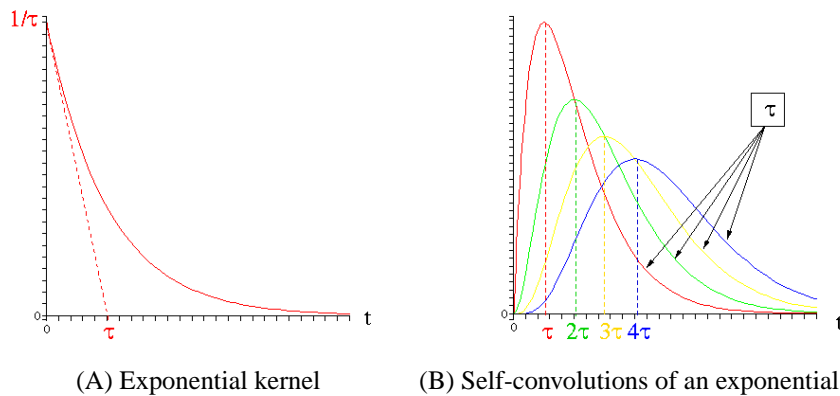 1/τ
0
0
τ
t
(A) Exponential kernel
τ
0
0
τ 2τ 3τ 4τ
t
(B) Self-convolutions of an exponential